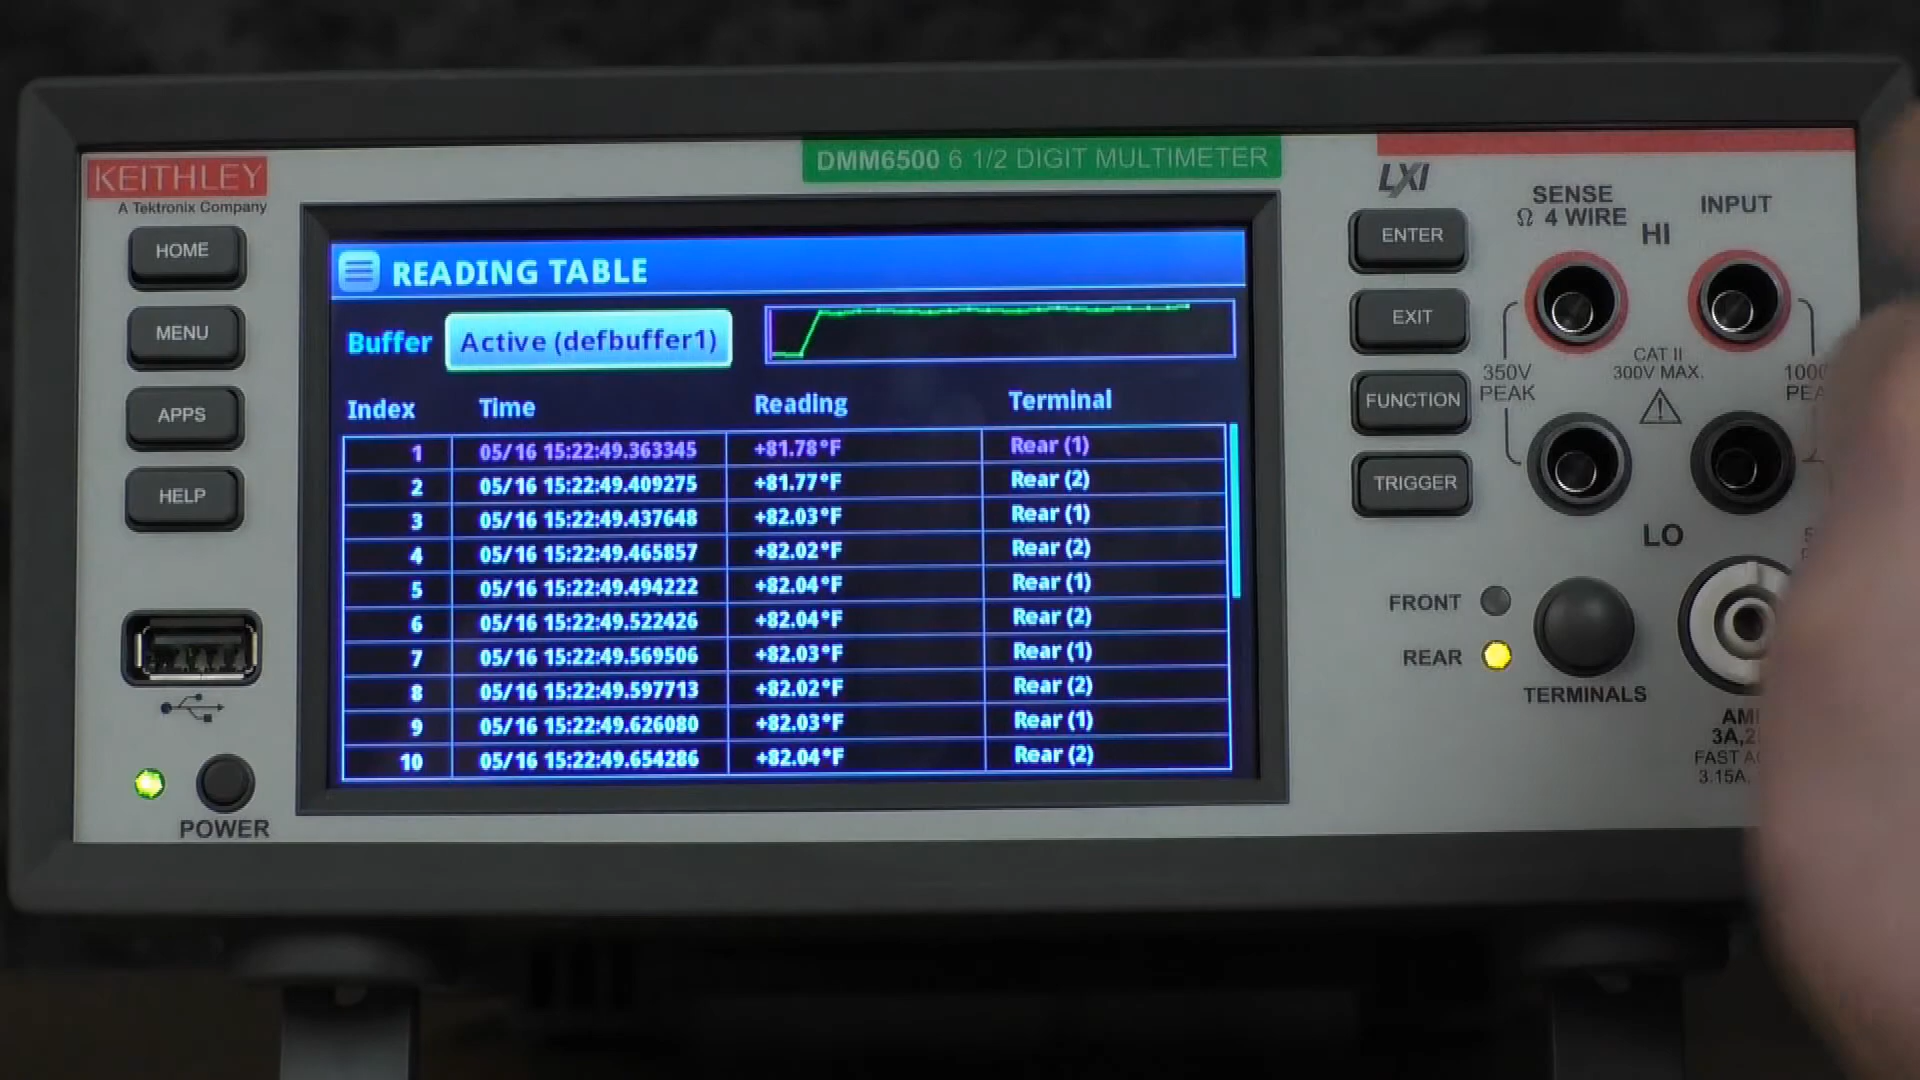 KEITHLEY
A Tektronix Company
DMM6500 6 1/2 DIGIT MULTIMETER
LXI
HOME
MENU
APPS
HELP
POWER
READING TABLE
Buffer Active (defbuffer1)
Index Time Reading Terminal
1 05/16 15:22:49.363345 +81.78°F Rear (1)
2 05/16 15:22:49.409275 +81.77°F Rear (2)
3 05/16 15:22:49.437648 +82.03°F Rear (1)
4 05/16 15:22:49.465857 +82.02°F Rear (2)
5 05/16 15:22:49.494222 +82.04°F Rear (1)
6 05/16 15:22:49.522426 +82.04°F Rear (2)
7 05/16 15:22:49.569506 +82.03°F Rear (1)
8 05/16 15:22:49.597713 +82.02°F Rear (2)
9 05/16 15:22:49.626080 +82.03°F Rear (1)
10 05/16 15:22:49.654286 +82.04°F Rear (2)
ENTER
EXIT
FUNCTION
TRIGGER
SENSE
Ω 4 WIRE
INPUT
HI
CAT II
300V MAX.
350V
PEAK
LO
FRONT
REAR
TERMINALS
3.15A,